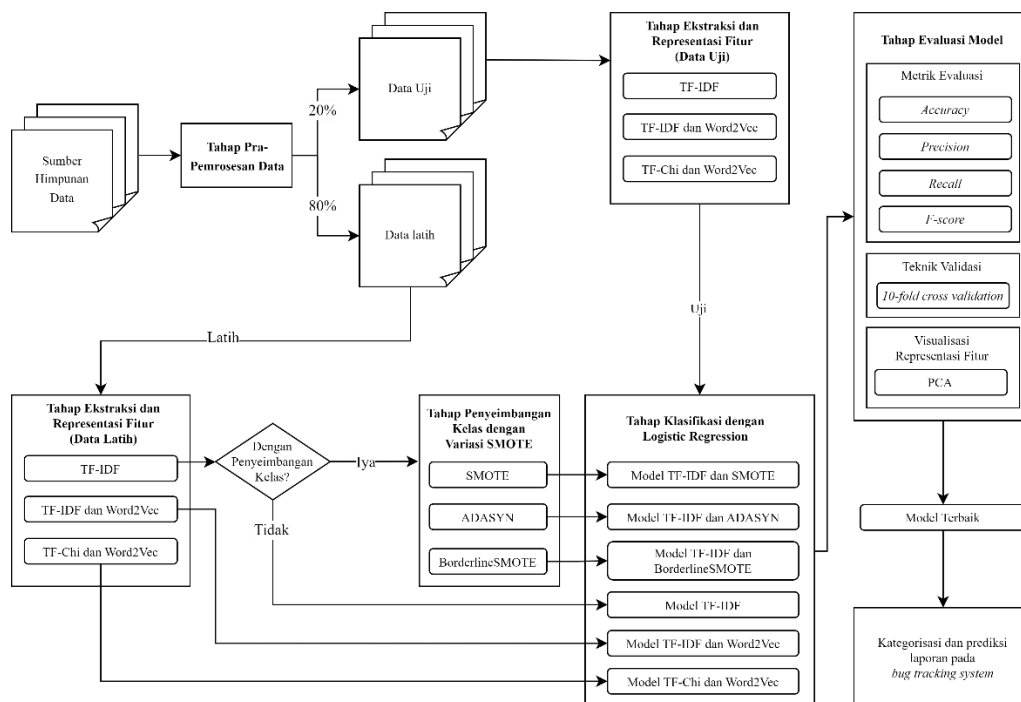 Sumber
Himpunan
Data
Tahap Pra-
Pemrosesan Data
20%
80%
Data Uji
Data latih
Tahap Ekstraksi dan
Representasi Fitur
(Data Uji)
TF-IDF
TF-IDF dan Word2Vec
TF-Chi dan Word2Vec
Latih
Uji
Tahap Ekstraksi dan
Representasi Fitur
(Data Latih)
TF-IDF
TF-IDF dan Word2Vec
TF-Chi dan Word2Vec
Dengan
Penyeimbangan
Kelas?
Iya
Tidak
Tahap Penyeimbangan
Kelas dengan
Variasi SMOTE
SMOTE
ADASYN
BorderlineSMOTE
Tahap Klasifikasi dengan
Logistic Regression
Model TF-IDF dan SMOTE
Model TF-IDF dan ADASYN
Model TF-IDF dan
BorderlineSMOTE
Model TF-IDF
Model TF-IDF dan Word2Vec
Model TF-Chi dan Word2Vec
Tahap Evaluasi Model
Metrik Evaluasi
Accuracy
Precision
Recall
F-score
Teknik Validasi
10-fold cross validation
Visualisasi
Representasi Fitur
PCA
Model Terbaik
Kategorisasi dan prediksi
laporan pada
bug tracking system